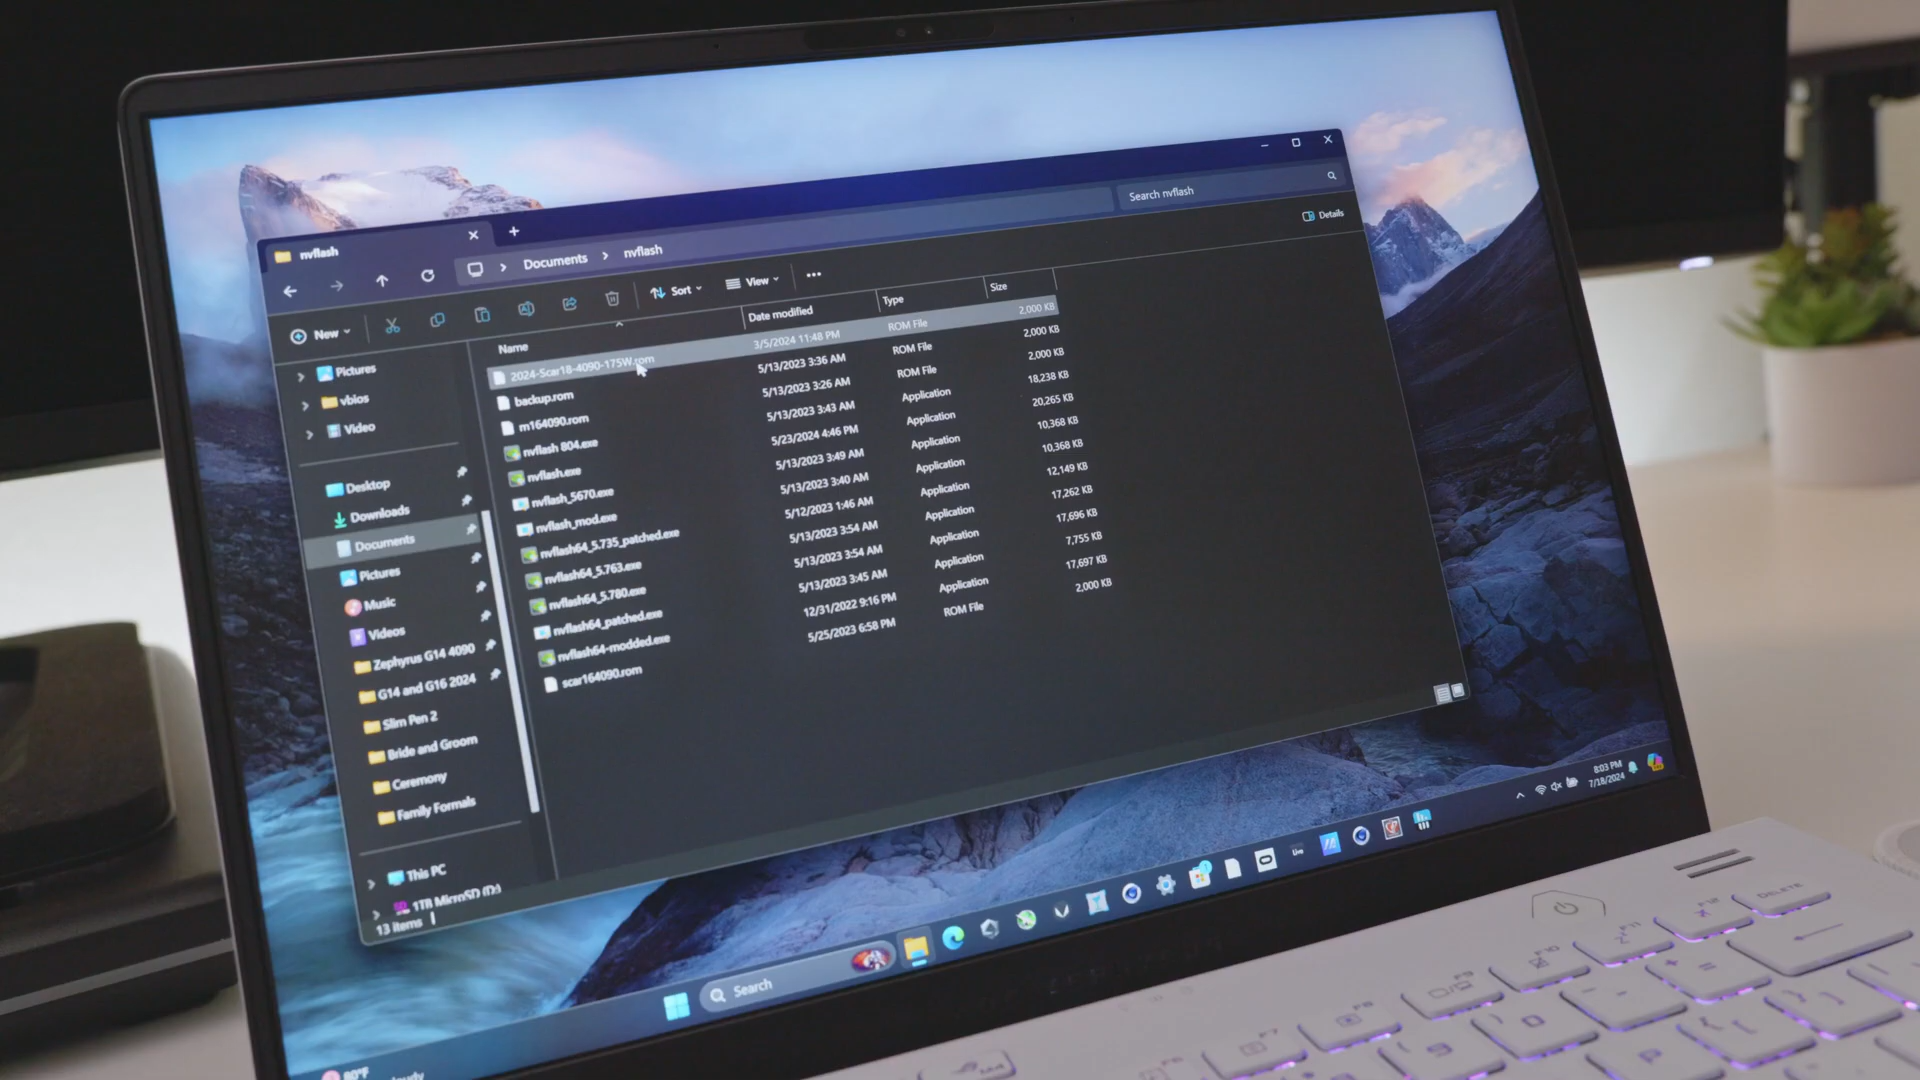 nvflash
Documents > nvflash
Search nvflash
Details
New
Sort
View
Name
Date modified
Type
Size
2024-Scar18-4090-175W.rom 3/5/2024 11:48 PM ROM File 2,000 KB
backup.rom 5/13/2023 3:36 AM ROM File 2,000 KB
m164090.rom 5/13/2023 3:26 AM ROM File 2,000 KB
nvflash 804.exe 5/13/2023 3:43 AM Application 18,238 KB
nvflash.exe 5/23/2024 4:46 PM Application 20,265 KB
nvflash_5670.exe 5/13/2023 3:49 AM Application 10,368 KB
nvflash_mod.exe 5/13/2023 3:40 AM Application 10,368 KB
nvflash64_5.735_patched.exe 5/12/2023 1:46 AM Application 12,149 KB
nvflash64_5.763.exe 5/13/2023 3:54 AM Application 17,262 KB
nvflash64_5.780.exe 5/13/2023 3:54 AM Application 17,696 KB
nvflash64_patched.exe 5/13/2023 3:45 AM Application 7,755 KB
nvflash64-modded.exe 12/31/2022 9:16 PM Application 17,697 KB
scar164090.rom 5/25/2023 6:58 PM ROM File 2,000 KB
Pictures
vbios
Video
Desktop
Downloads
Documents
Pictures
Music
Videos
Zephyrus G14 4090
G14 and G16 2024
Slim Pen 2
Bride and Groom
Ceremony
Family Formals
This PC
1TB MicroSD (D:)
13 items
Search
80°F
8:03 PM
7/18/2024
DELETE